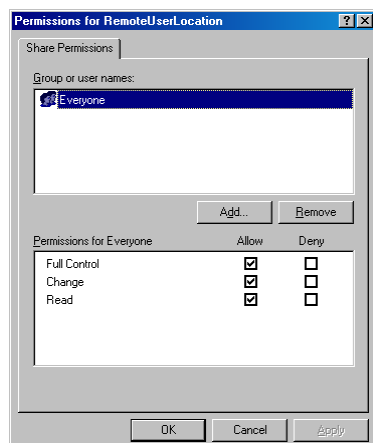 Permissions for RemoteUserLocation
Share Permissions
Group or user names:
Everyone
Add... Remove
Permissions for Everyone Allow Deny
Full Control
Change
Read
OK Cancel Apply